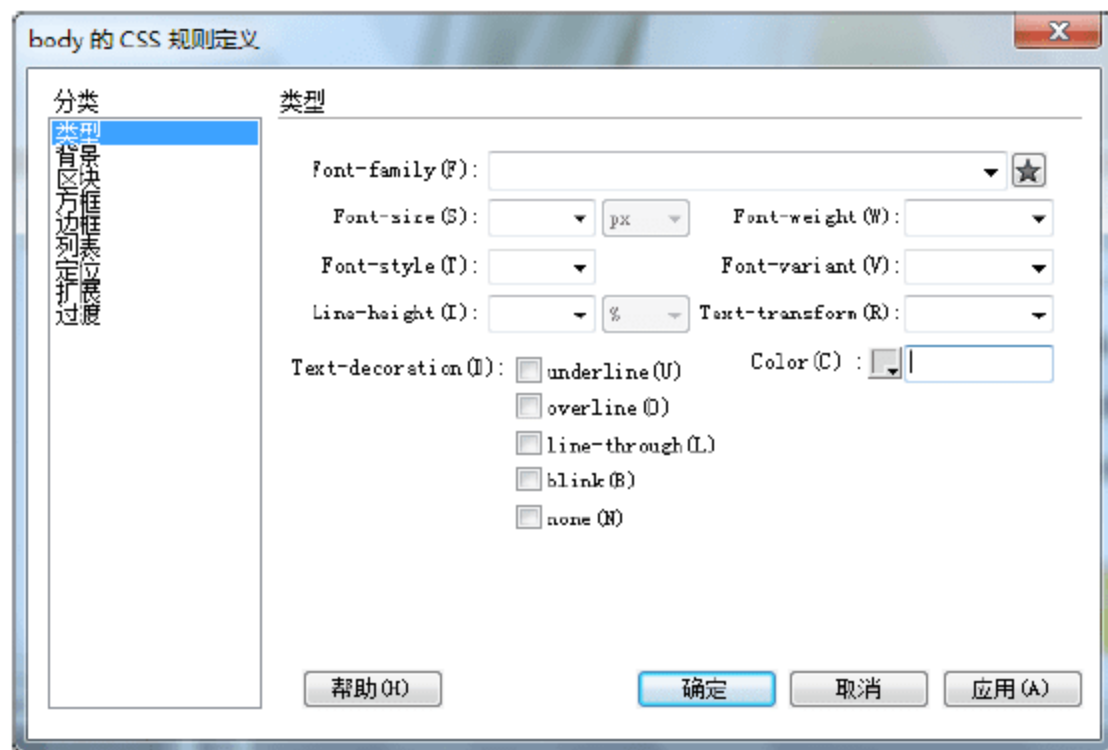 body 的 CSS 规则定义
分类
类型
背景
区块
方框
边框
列表
定位
扩展
过渡
类型
Font-family(F):
Font-size(S): px Font-weight(W):
Font-style(T): Font-variant(V):
Line-height(I): % Text-transform(R):
Text-decoration(D): underline(U) Color(C) :
overline(O)
line-through(L)
blink(B)
none(N)
帮助(H) 确定 取消 应用(A)